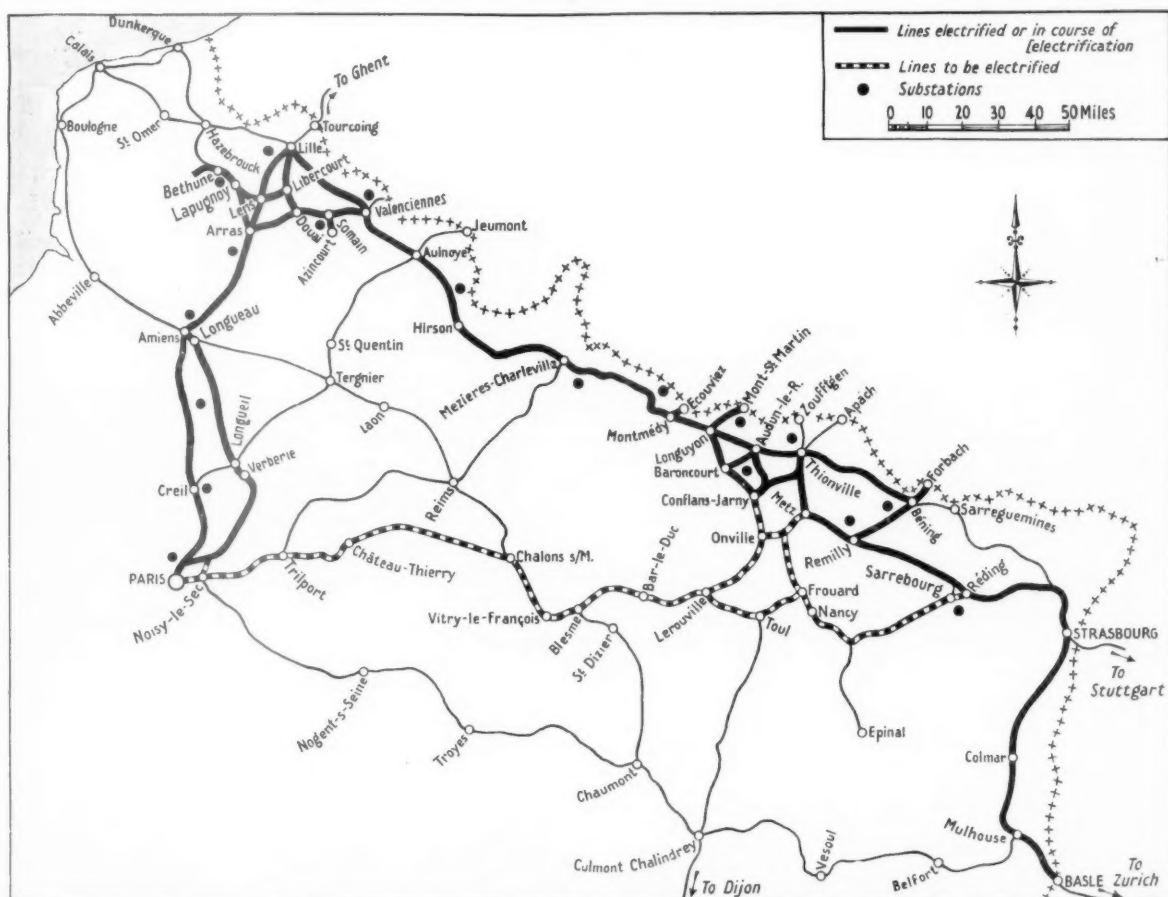 Lines electrified or in course of
[electrification
Lines to be electrified
Substations
0 10 20 30 40 50 Miles
Dunkerque
Calais
To Ghent
Boulogne
St Omer
Hazebrouck
Tourcoing
Lille
Bethune
Lapugnoy
Libercourt
Lens
Valenciennes
Arras
Douai
Somain
Azincourt
Jeumont
Aulnoye
Abbeville
Amiens
Longueau
Hirson
St Quentin
Tergnier
Mezieres-Charleville
Laon
Montmédy
Ecouviez
Mont-St Martin
Longuyon
Audun-le-R.
Zoufftgen
Apach
Longueil
Verberie
Baroncourt
Thionville
Forbach
Creil
Reims
Conflans-Jarny
Metz
Béning
Sarreguemines
Onville
Remilly
PARIS
Noisy-le-Sec
Trilport
Château-Thierry
Chalons s/M.
Bar-le-Duc
Sarrebourg
Réding
Vitry-le-François
Blesme
St Dizier
Lerouville
Toul
Frouard
Nancy
STRASBOURG
To
Stuttgart
Nogent-s-Seine
Troyes
Epinal
Colmar
Chaumont
Mulhouse
Culmont Chalindrey
Vesoul
Belfort
To Dijon
BASLE
To
Zurich